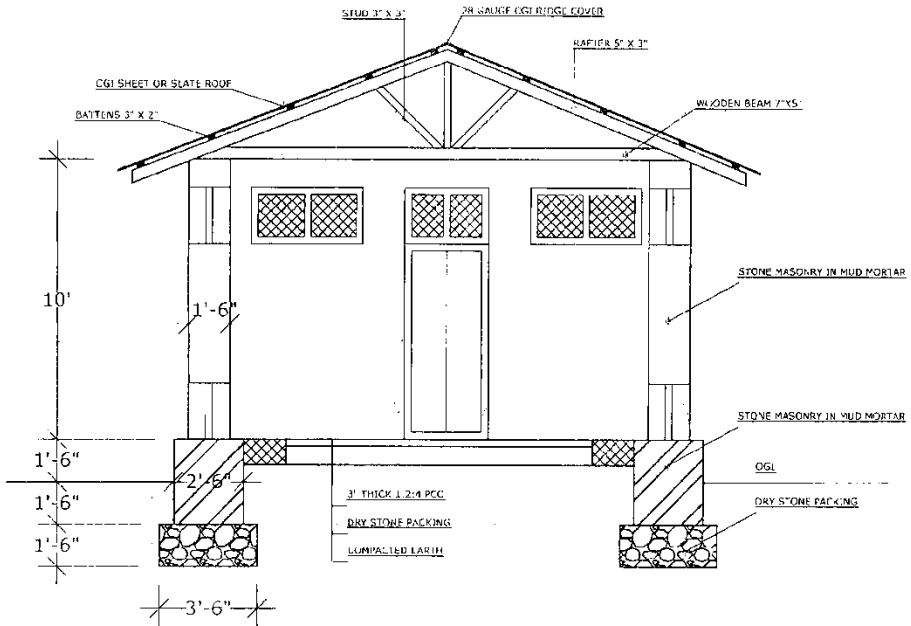 STUD 3" X 3"
28 GAUGE CGI RIDGE COVER
RAFTER 5" X 3"
CGI SHEET OR SLATE ROOF
WOODEN BEAM 7"X5"
BATTENS 3" X 2"
STONE MASONRY IN MUD MORTAR
10'
1'-6"
STONE MASONRY IN MUD MORTAR
1'-6"
OGL
2'-6"
1'-6"
3' THICK 1:2:4 PCC
DRY STONE PACKING
DRY STONE PACKING
1'-6"
COMPACTED EARTH
3'-6"